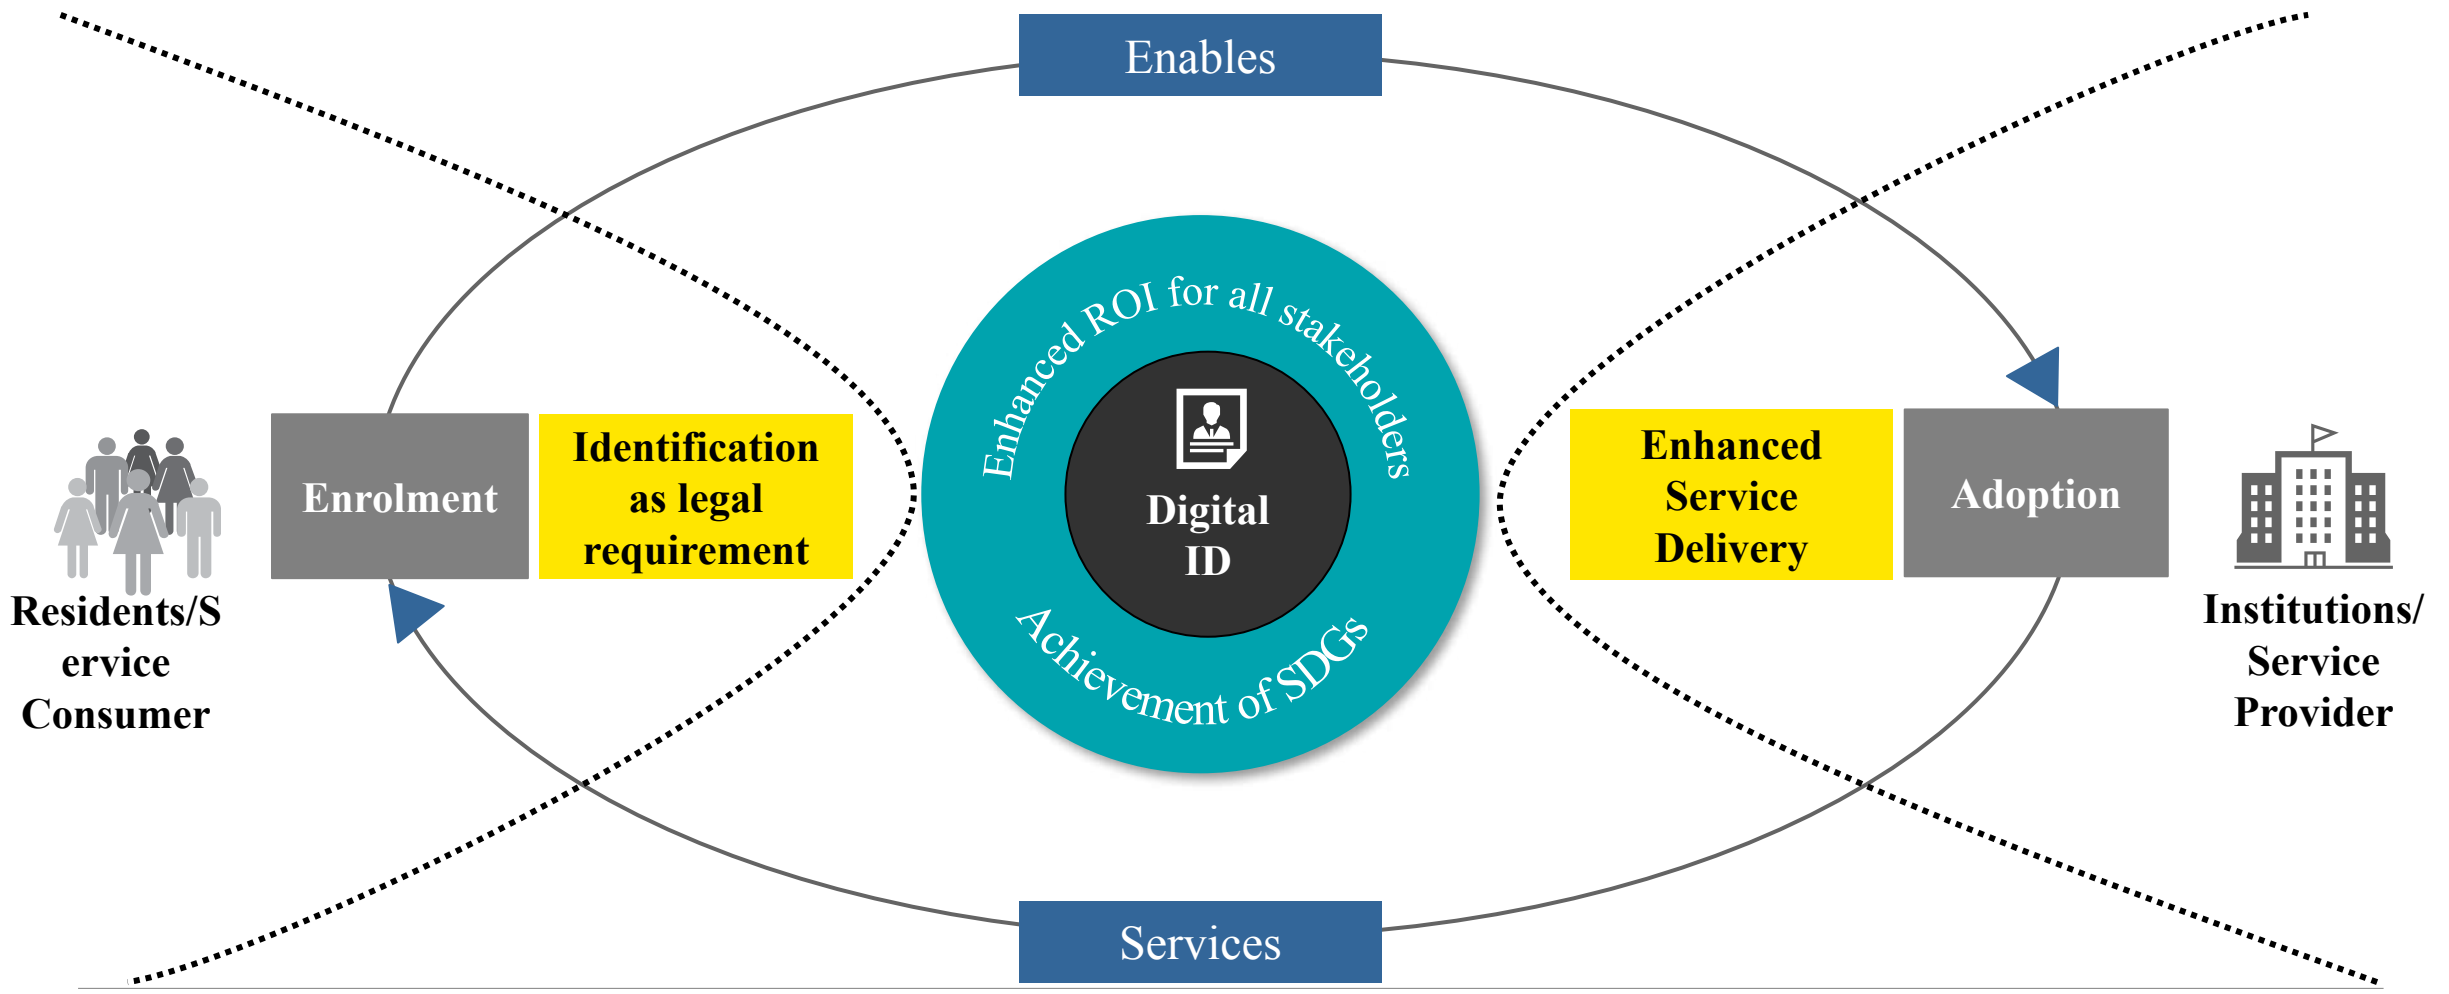 Enables
Enhanced ROI for all stakeholders
Digital
ID
Achievement of SDGs
Enrolment
Identification
as legal
requirement
Enhanced
Service
Delivery
Adoption
Residents/S
ervice
Consumer
Institutions/
Service
Provider
Services